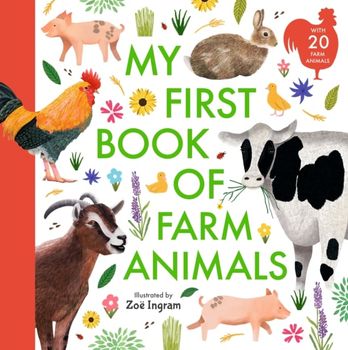 MY
FIRST
BOOK
OF
FARM
ANIMALS
WITH
20
FARM
ANIMALS
Illustrated by
Zoë Ingram